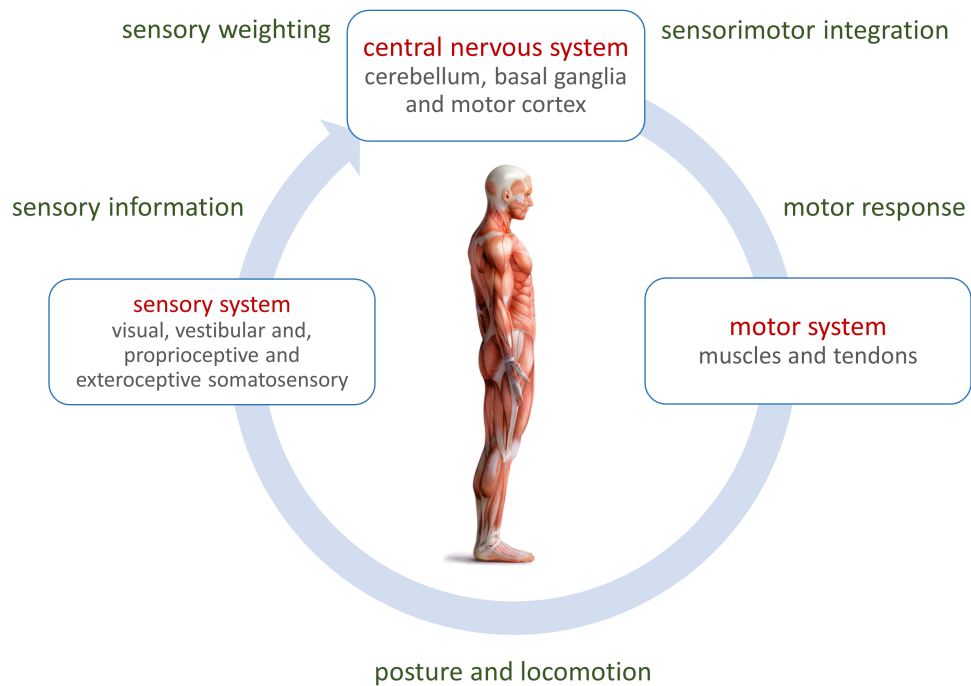 sensory weighting
central nervous system
cerebellum, basal ganglia
and motor cortex
sensorimotor integration
sensory information
motor response
sensory system
visual, vestibular and,
proprioceptive and
exteroceptive somatosensory
motor system
muscles and tendons
posture and locomotion